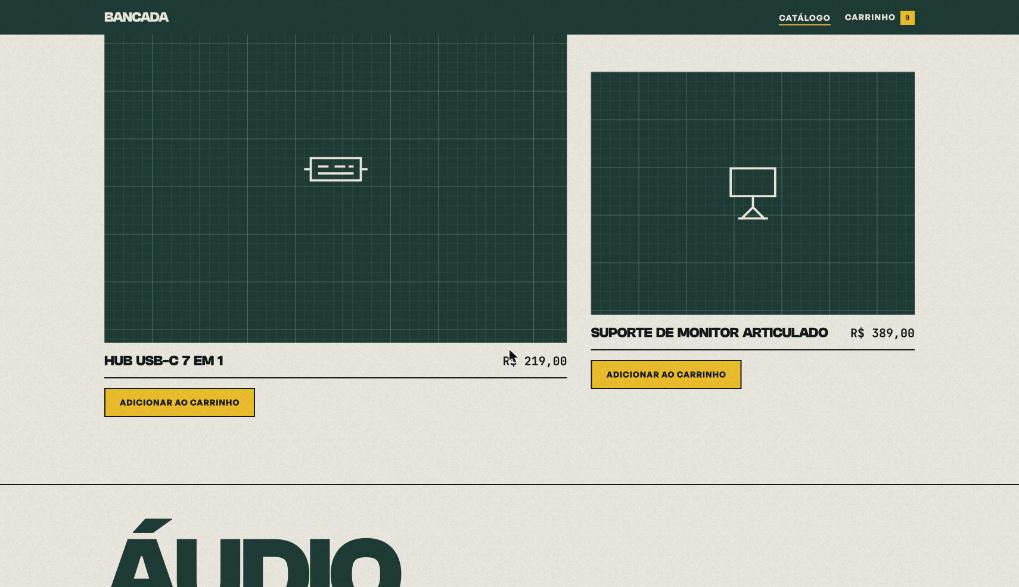 BANCADA
CATÁLOGO
CARRINHO 0
HUB USB-C 7 EM 1
R$ 219,00
ADICIONAR AO CARRINHO
SUPORTE DE MONITOR ARTICULADO
R$ 389,00
ADICIONAR AO CARRINHO
ÁUDIO